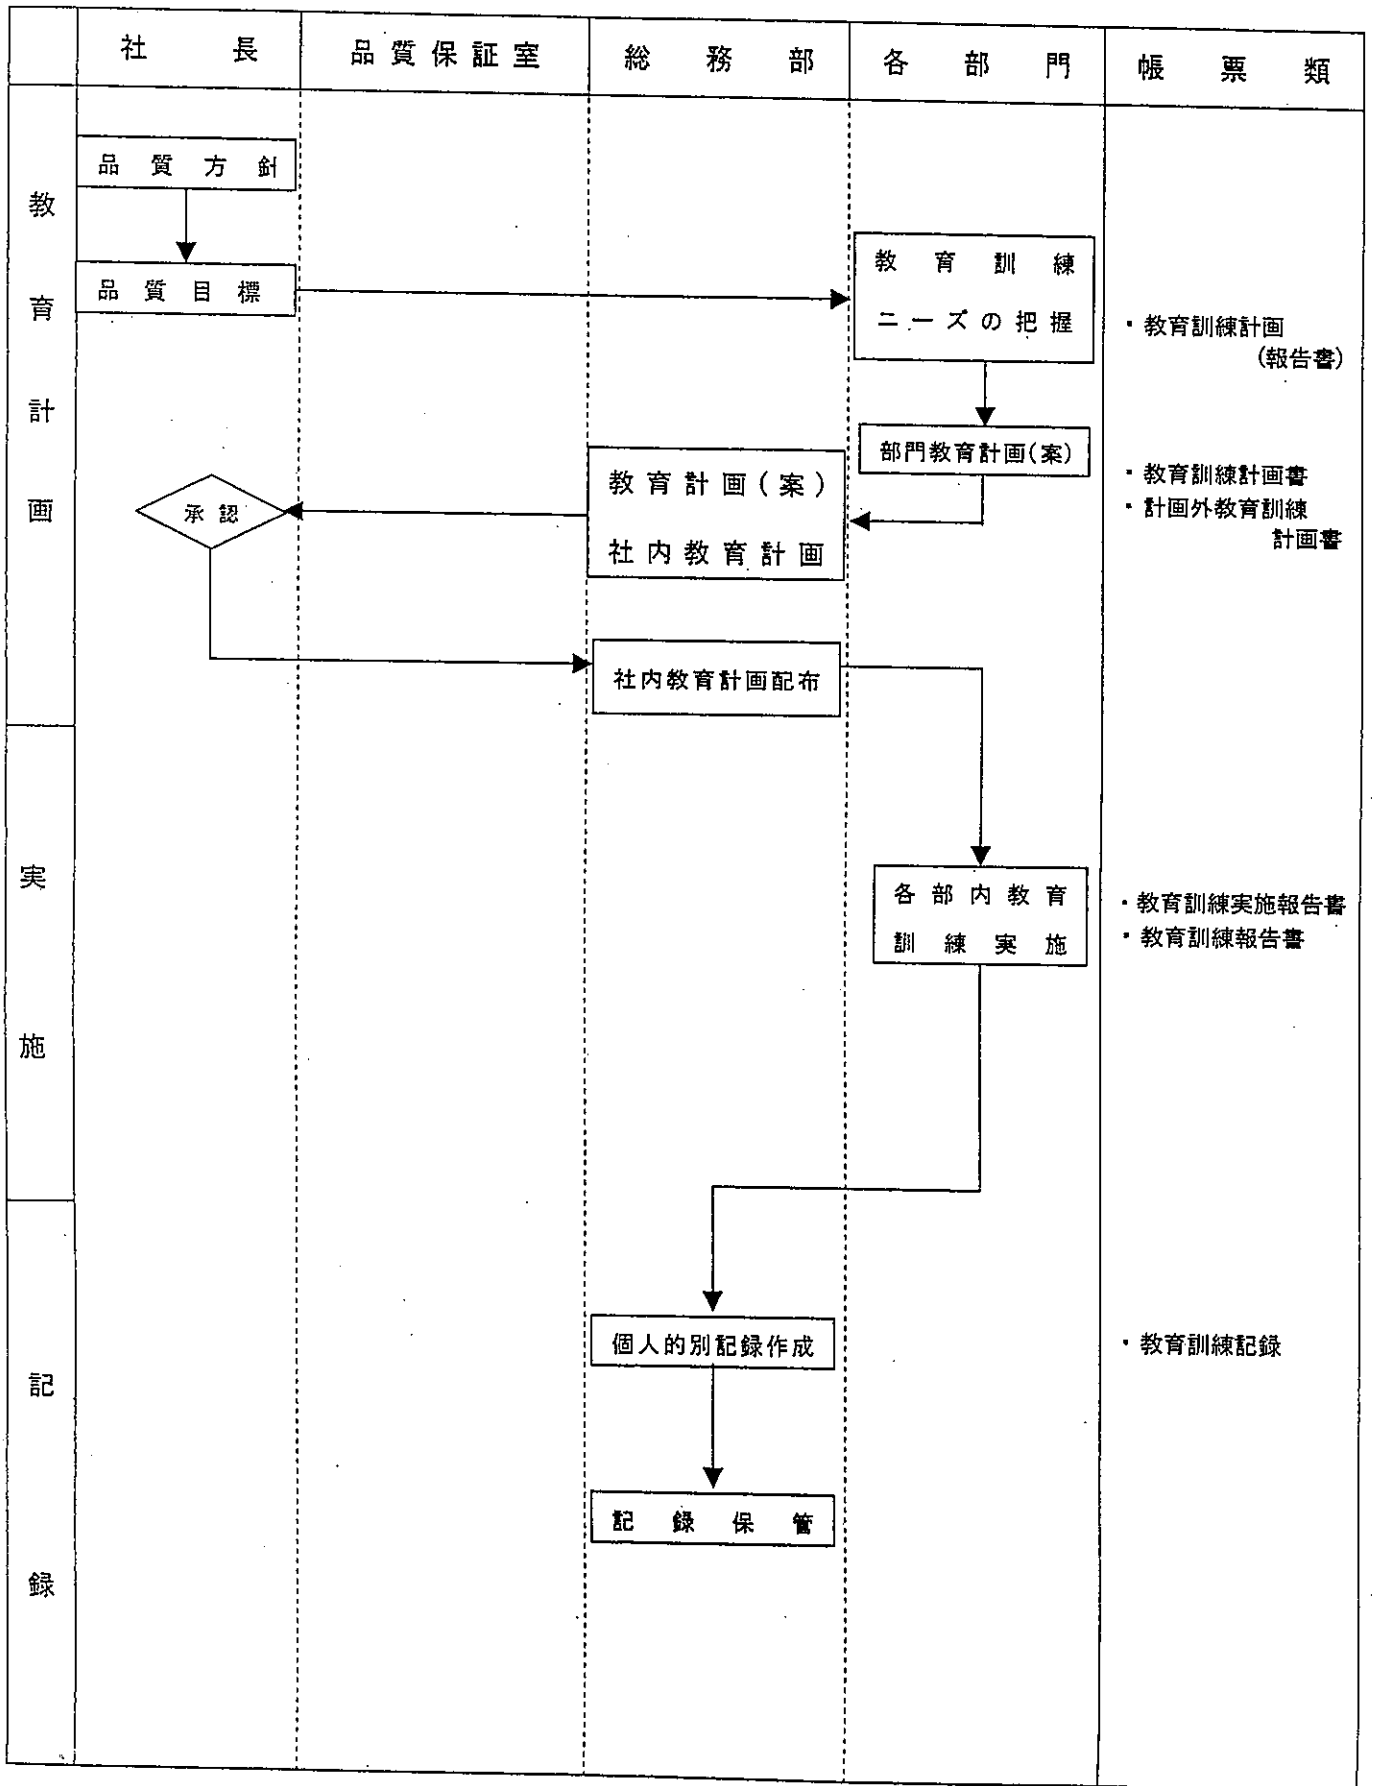 社長 品質保証室 総務部 各部門 帳票類
教育計画
品質方針
品質目標
教育訓練
ニーズの把握
・教育訓練計画
(報告書)
部門教育計画(案)
・教育訓練計画書
・計画外教育訓練
計画書
教育計画(案)
社内教育計画
承認
社内教育計画配布
実施
各部内教育
訓練実施
・教育訓練実施報告書
・教育訓練報告書
記録
個人的別記録作成
・教育訓練記録
記録保管